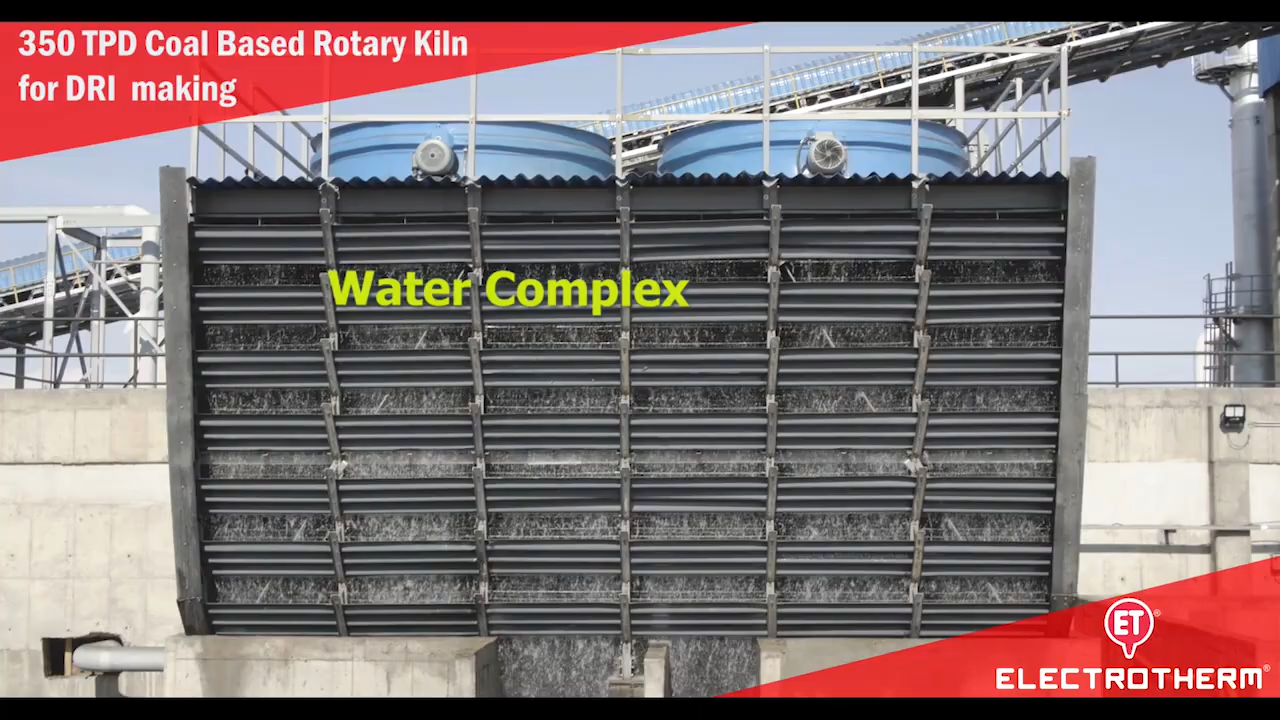 350 TPD Coal Based Rotary Kiln
for DRI making
Water Complex
ET®
ELECTROTHERM®